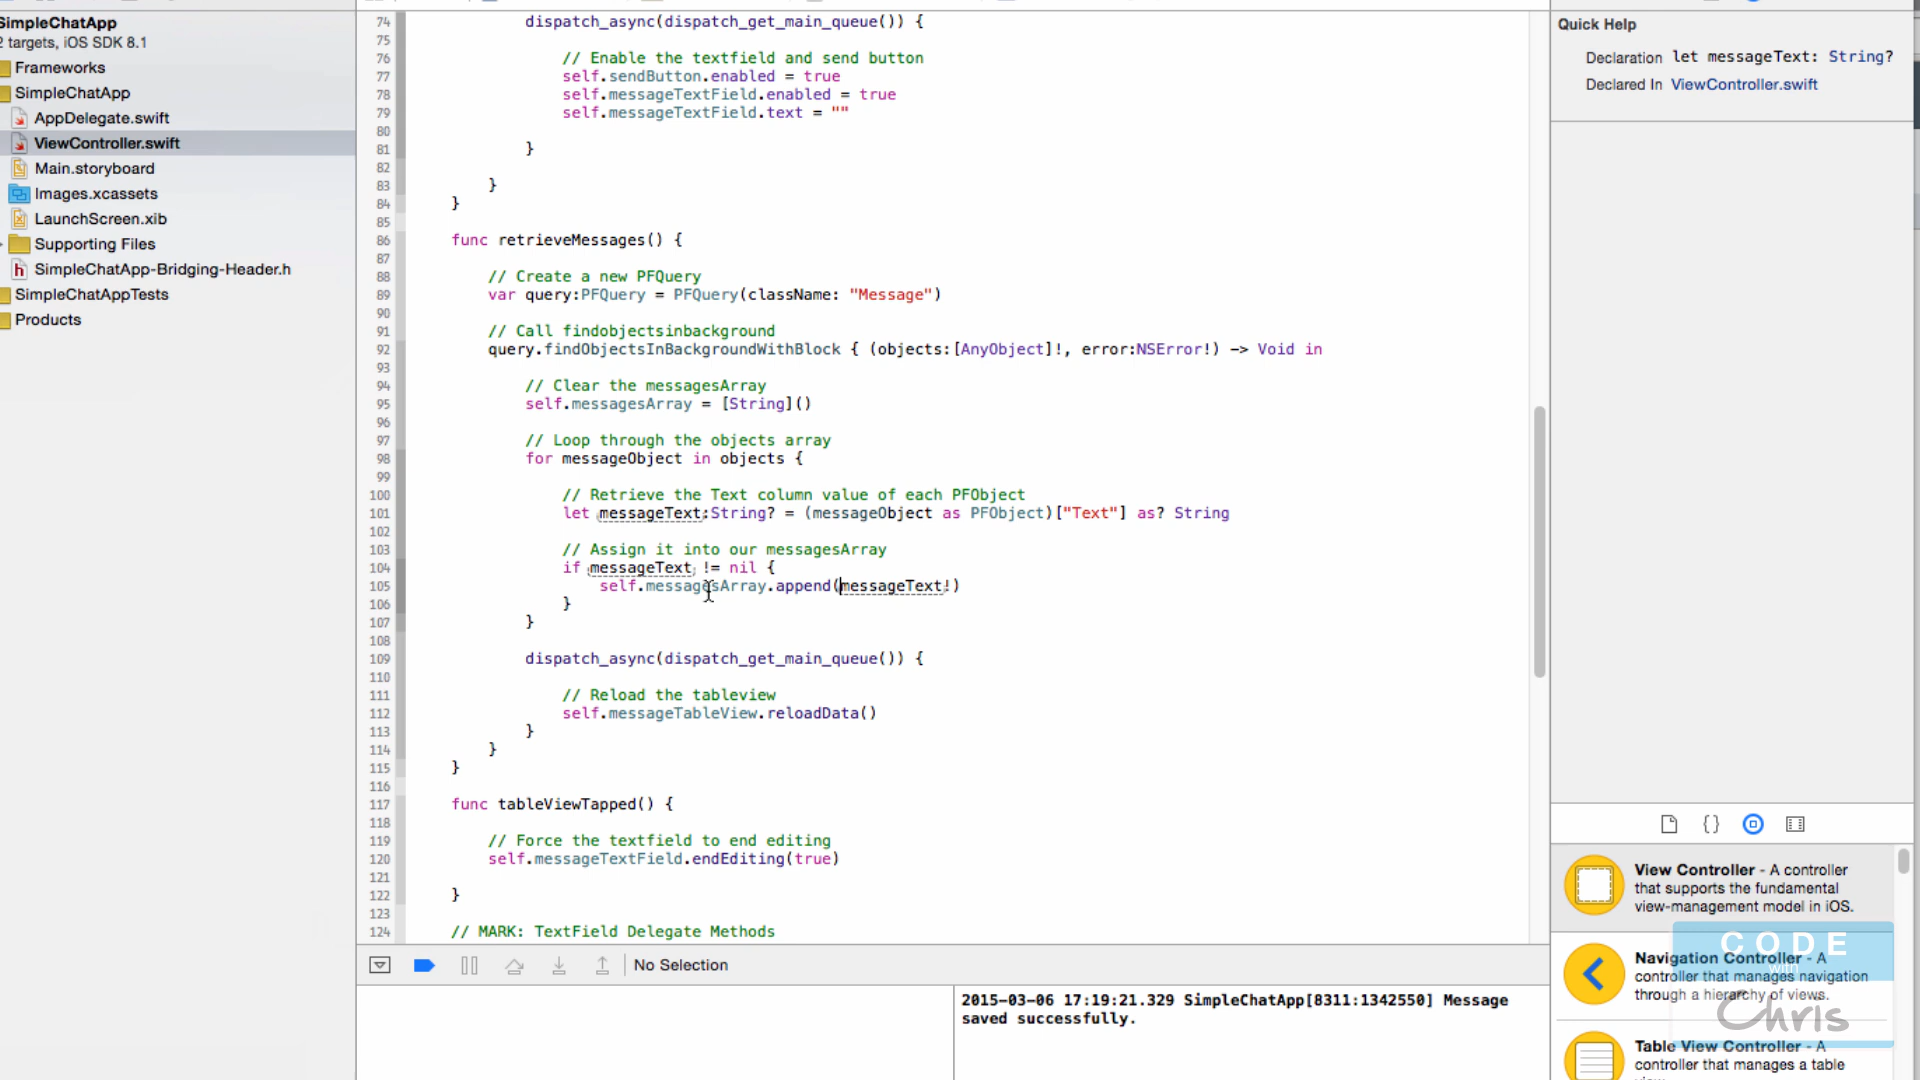 SimpleChatApp
2 targets, iOS SDK 8.1
Frameworks
SimpleChatApp
AppDelegate.swift
ViewController.swift
Main.storyboard
Images.xcassets
LaunchScreen.xib
Supporting Files
h SimpleChatApp-Bridging-Header.h
SimpleChatAppTests
Products
74 dispatch_async(dispatch_get_main_queue()) {
75
76 // Enable the textfield and send button
77 self.sendButton.enabled = true
78 self.messageTextField.enabled = true
79 self.messageTextField.text = ""
80
81 }
82
83 }
84 }
85
86 func retrieveMessages() {
87
88 // Create a new PFQuery
89 var query:PFQuery = PFQuery(className: "Message")
90
91 // Call findobjectsinbackground
92 query.findObjectsInBackgroundWithBlock { (objects:[AnyObject]!, error:NSError!) -> Void in
93
94 // Clear the messagesArray
95 self.messagesArray = [String]()
96
97 // Loop through the objects array
98 for messageObject in objects {
99
100 // Retrieve the Text column value of each PFObject
101 let messageText:String? = (messageObject as PFObject)["Text"] as? String
102
103 // Assign it into our messagesArray
104 if messageText != nil {
105 self.messagesArray.append(messageText!)
106 }
107 }
108
109 dispatch_async(dispatch_get_main_queue()) {
110
111 // Reload the tableview
112 self.messageTableView.reloadData()
113 }
114 }
115 }
116
117 func tableViewTapped() {
118
119 // Force the textfield to end editing
120 self.messageTextField.endEditing(true)
121
122 }
123
124 // MARK: TextField Delegate Methods
No Selection
2015-03-06 17:19:21.329 SimpleChatApp[8311:1342550] Message
saved successfully.
Quick Help
Declaration let messageText: String?
Declared In ViewController.swift
{}
View Controller - A controller
that supports the fundamental
view-management model in iOS.
Navigation Controller - A
controller that manages navigation
through a hierarchy of views.
Table View Controller - A
controller that manages a table
CODE
with
Chris